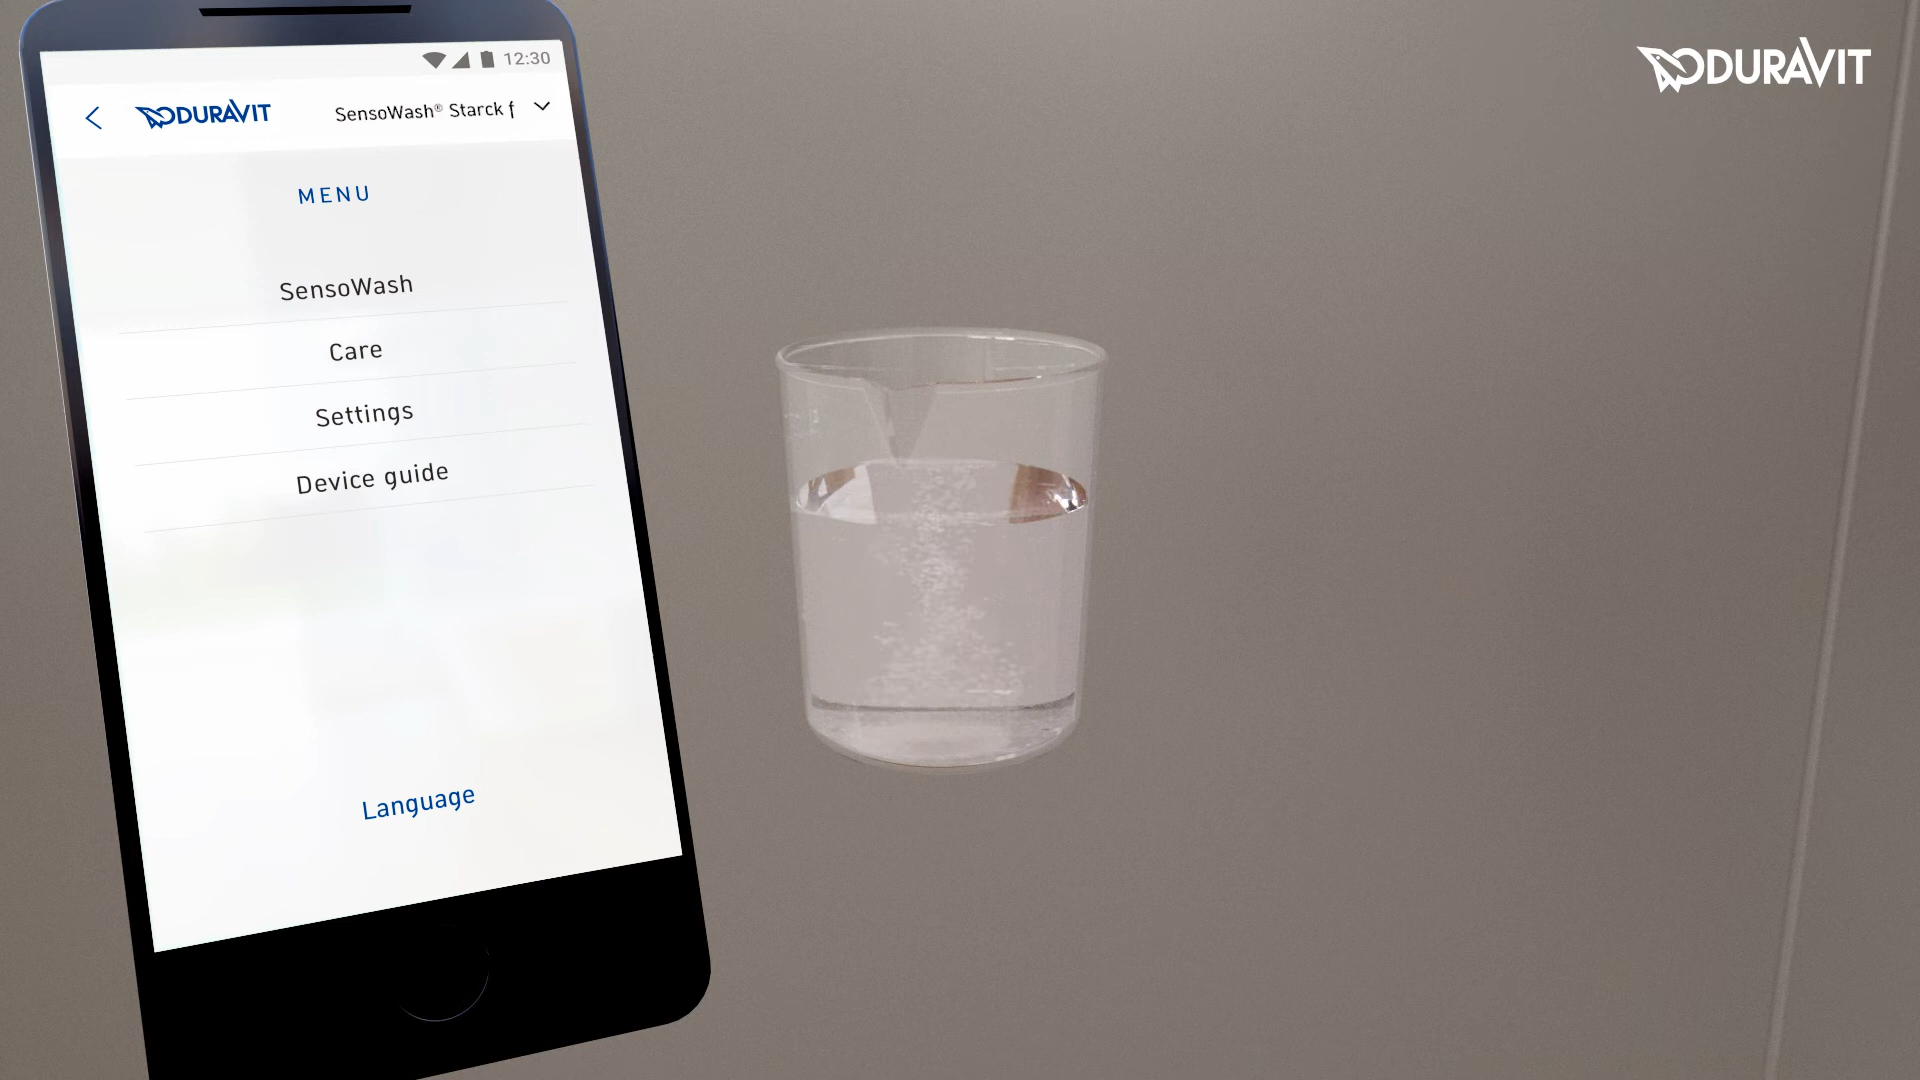 12:30
DURAVIT
SensoWash® Starck f
MENU
SensoWash
Care
Settings
Device guide
Language
DURAVIT